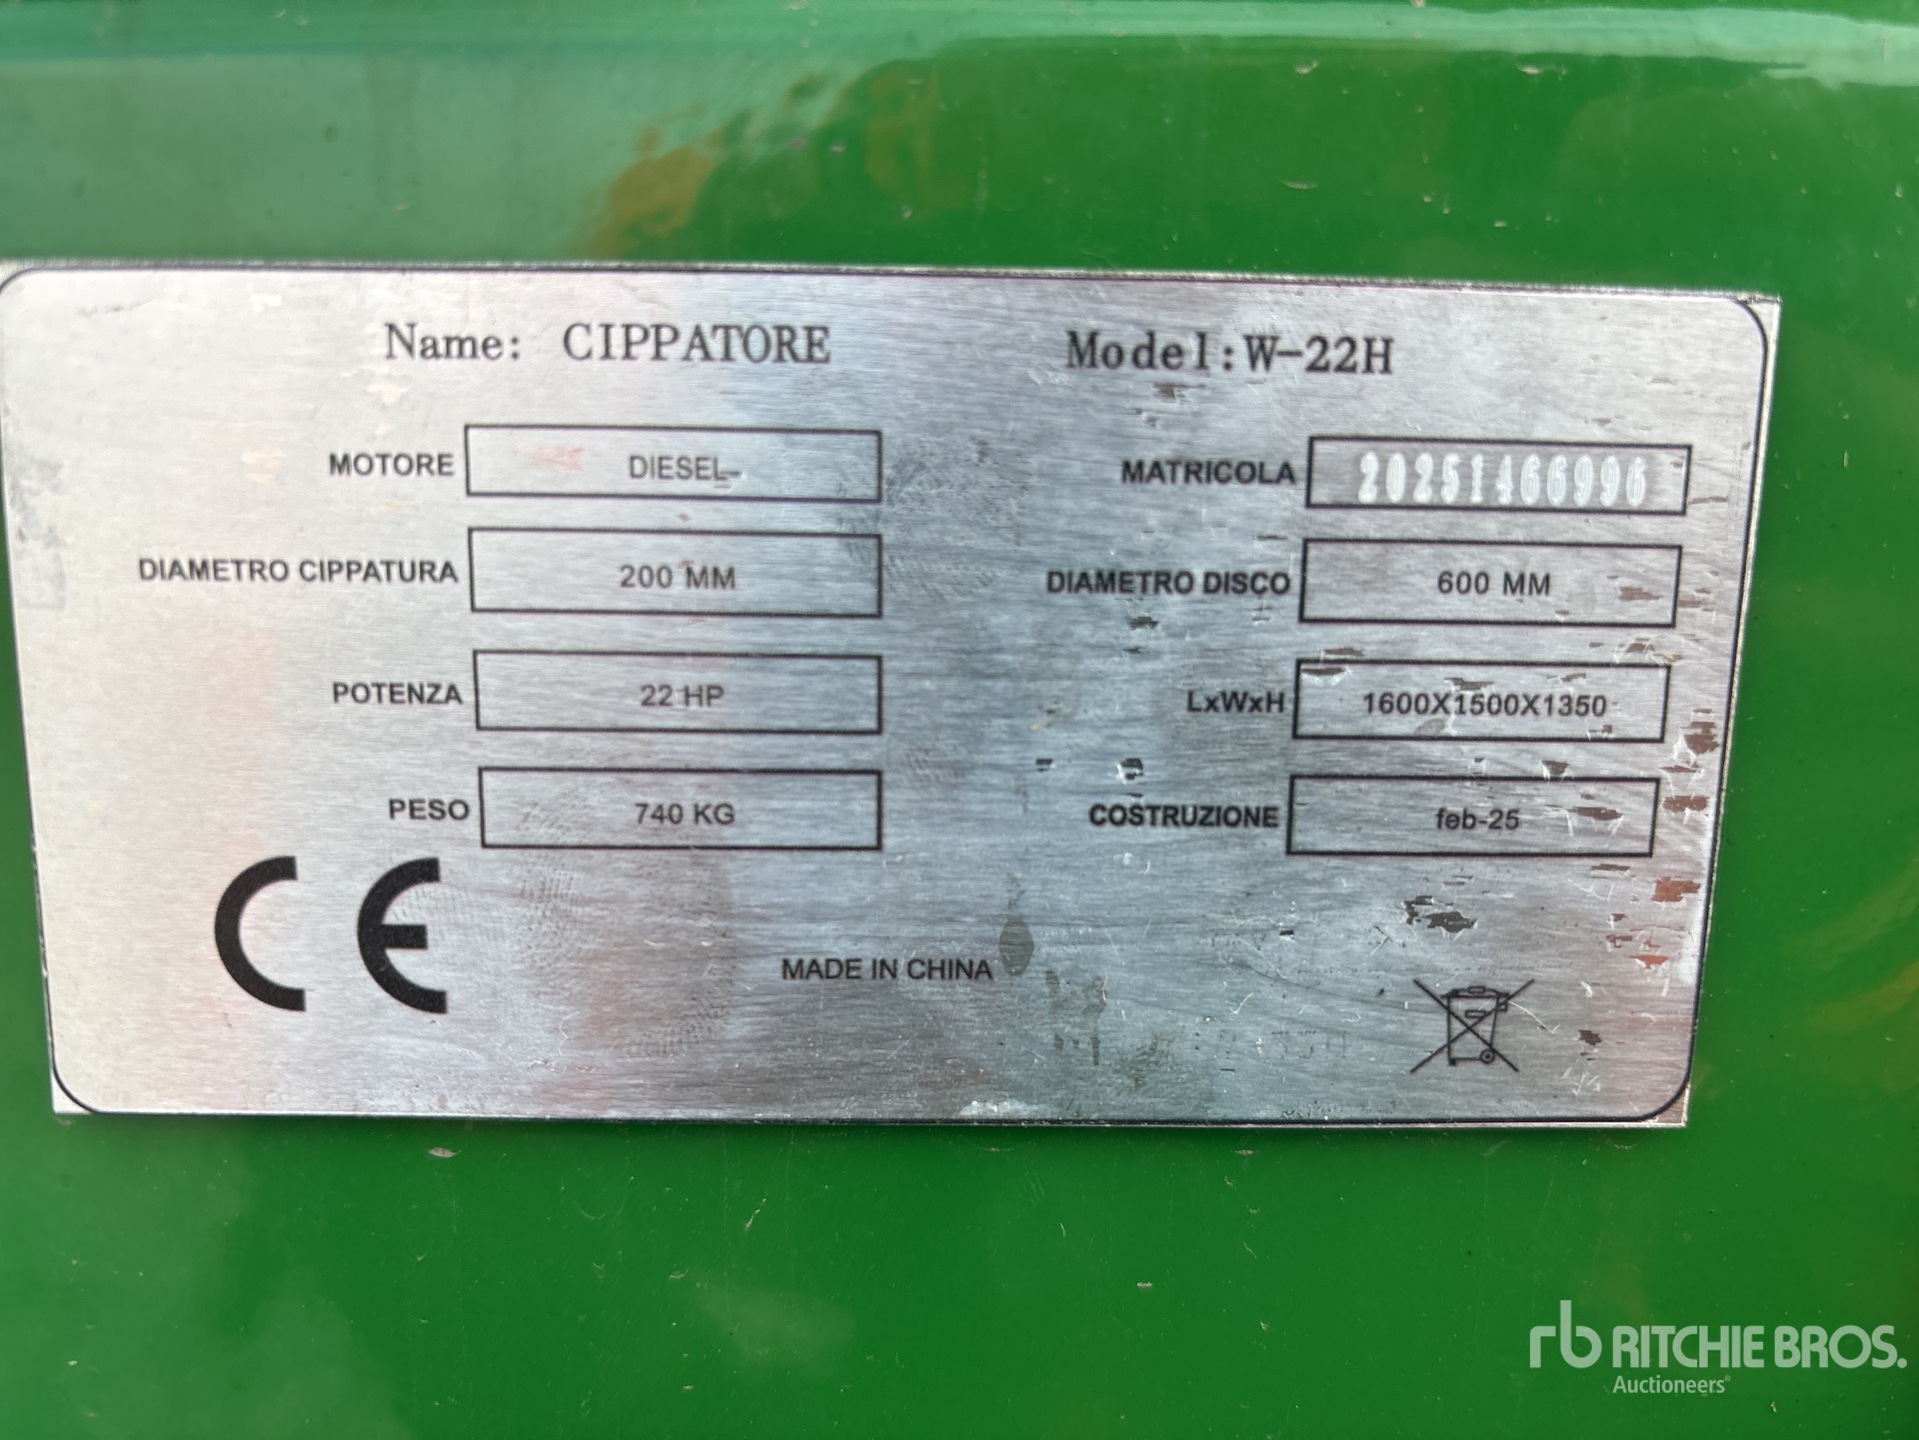 Name: CIPPATORE Model:W-22H
MOTORE DIESEL MATRICOLA 20251466996
DIAMETRO CIPPATURA 200 MM DIAMETRO DISCO 600 MM
POTENZA 22 HP LxWxH 1600X1500X1350
PESO 740 KG COSTRUZIONE feb-25
CE
MADE IN CHINA
rb RITCHIE BROS.
Auctioneers